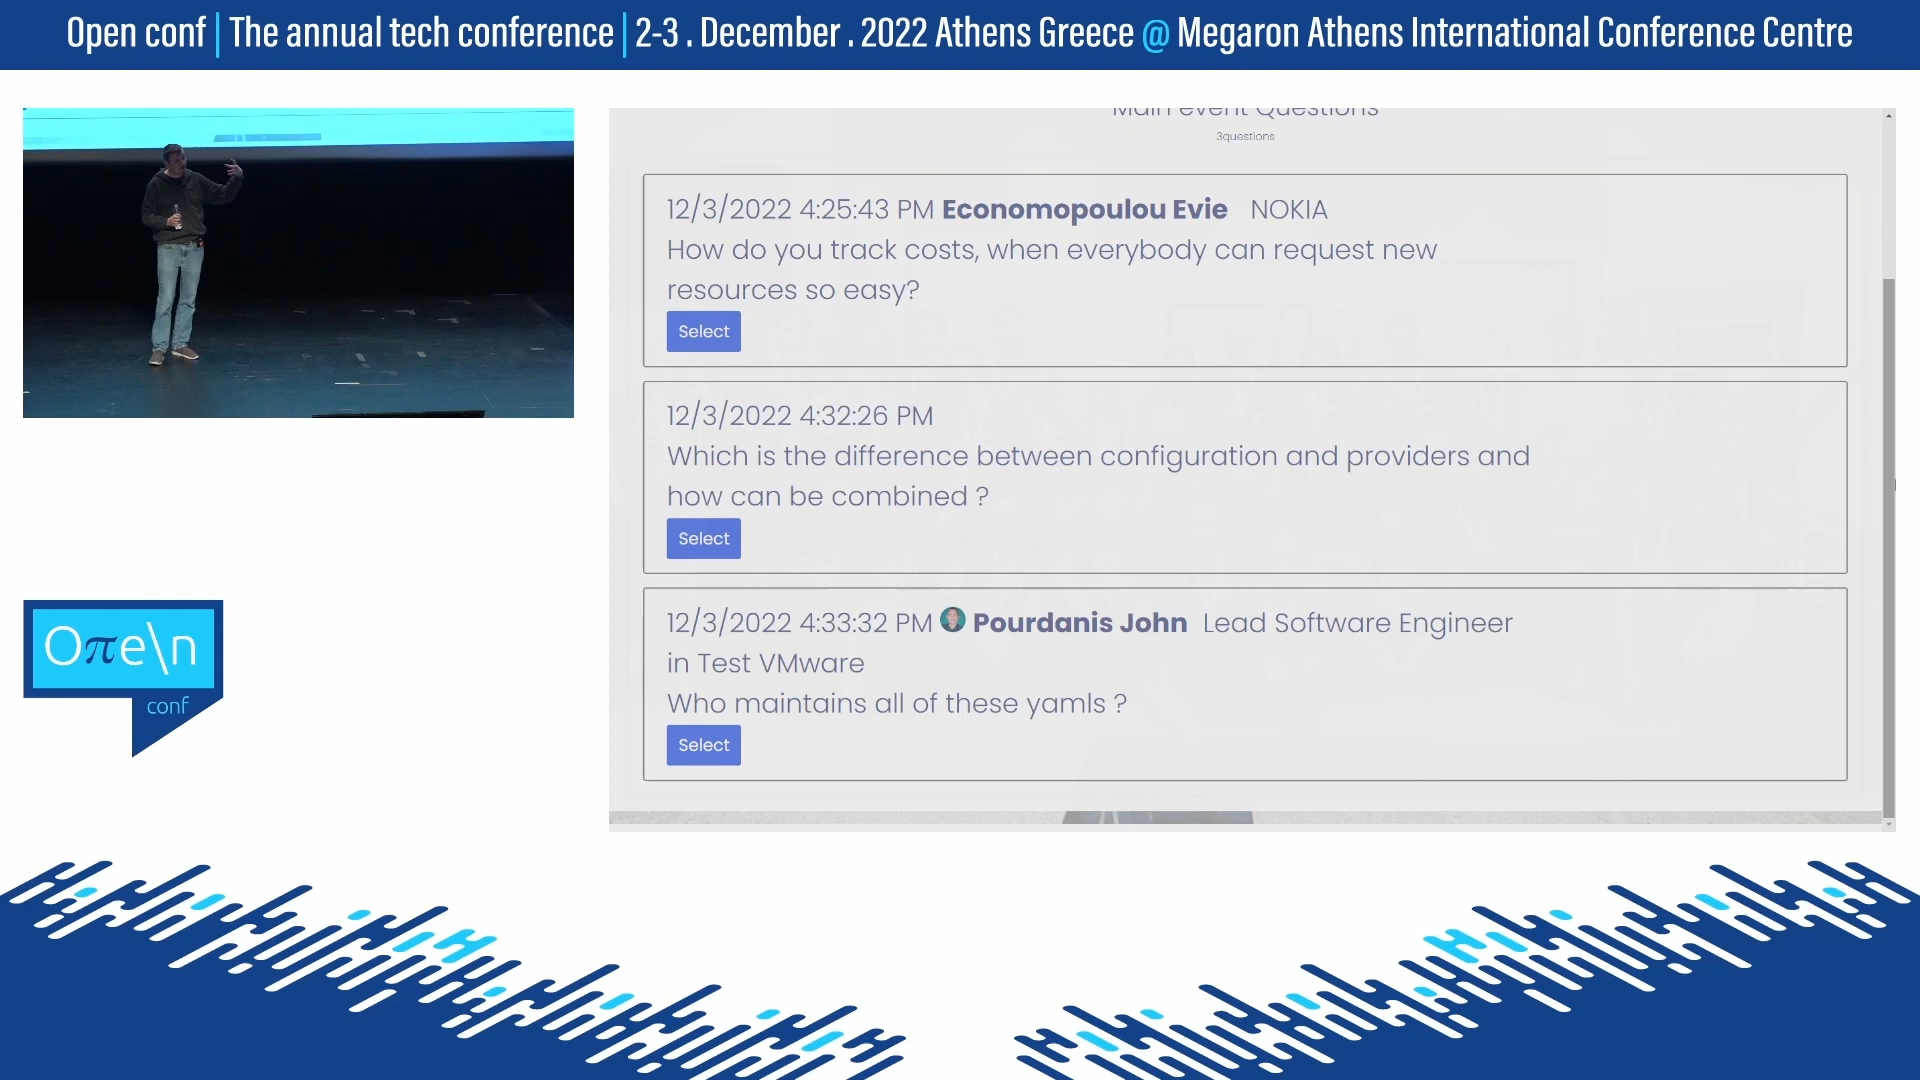 Open conf | The annual tech conference | 2-3 . December . 2022 Athens Greece @ Megaron Athens International Conference Centre
Main event Questions
3questions
12/3/2022 4:25:43 PM Economopoulou Evie NOKIA
How do you track costs, when everybody can request new
resources so easy?
Select
12/3/2022 4:32:26 PM
Which is the difference between configuration and providers and
how can be combined ?
Select
12/3/2022 4:33:32 PM Pourdanis John Lead Software Engineer
in Test VMware
Who maintains all of these yamls ?
Select
Oπe\n
conf